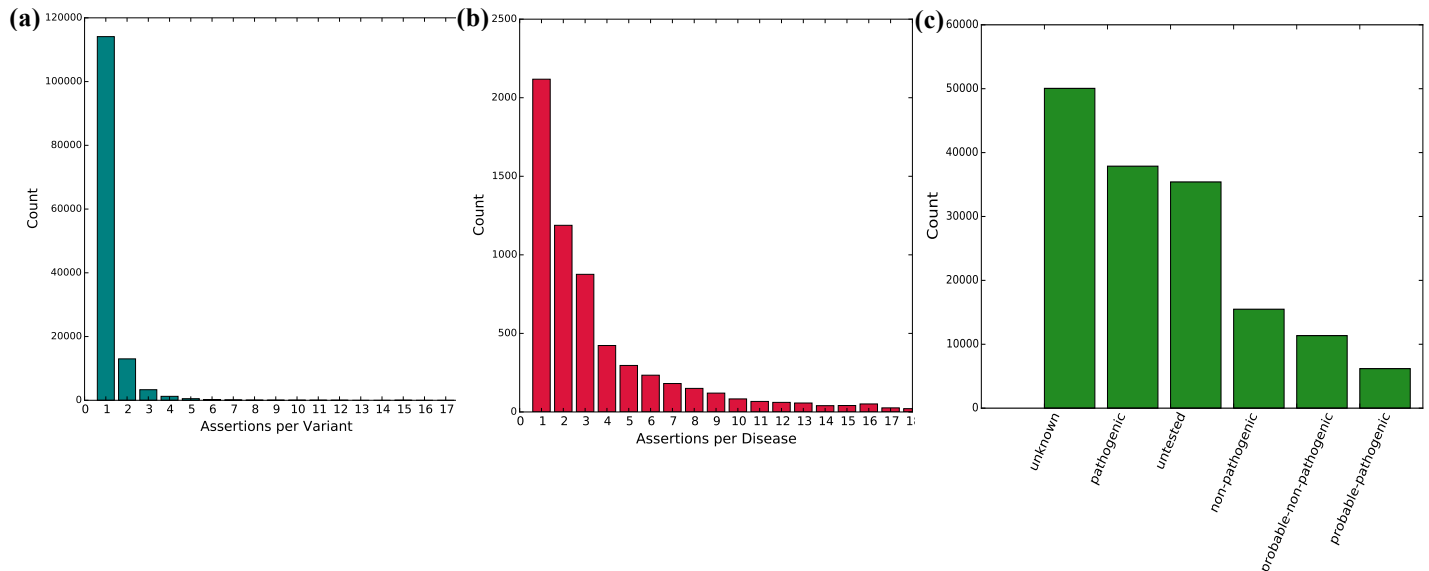 (a)
120000
100000
80000
60000
40000
20000
0
Count
0 1 2 3 4 5 6 7 8 9 10 11 12 13 14 15 16 17
Assertions per Variant
(b)
2500
2000
1500
1000
500
0
Count
0 1 2 3 4 5 6 7 8 9 10 11 12 13 14 15 16 17
Assertions per Disease
(c)
60000
50000
40000
30000
20000
10000
0
Count
unknown
pathogenic
untested
non-pathogenic
probable-non-pathogenic
probable-pathogenic